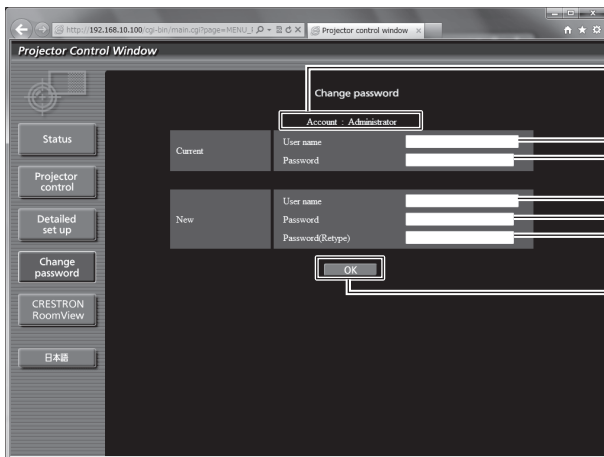 http://192.168.10.100/cgi-bin/main.cgi?page=MENU_I
Projector control window
Projector Control Window
Change password
Account : Administrator
Status
Projector control
Detailed set up
Change password
CRESTRON RoomView
日本語
Current
User name
Password
New
User name
Password
Password(Retype)
OK